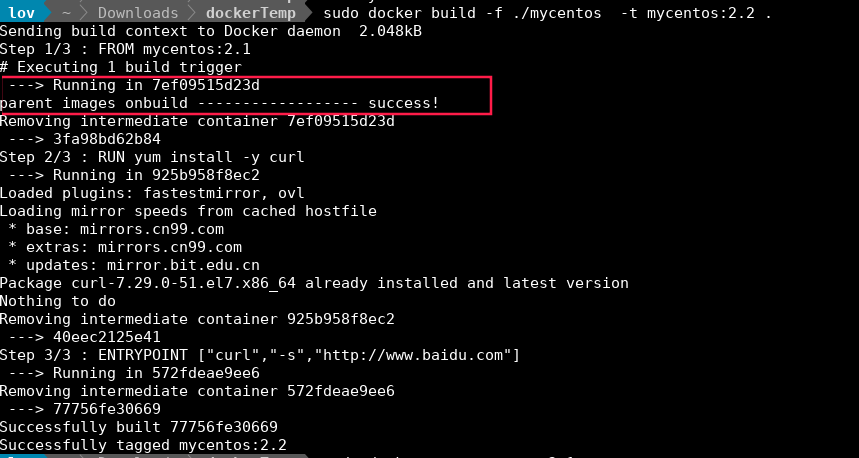 lov ~ Downloads dockerTemp sudo docker build -f ./mycentos  -t mycentos:2.2 .
Sending build context to Docker daemon  2.048kB
Step 1/3 : FROM mycentos:2.1
# Executing 1 build trigger
 ---> Running in 7ef09515d23d
parent images onbuild ------------------ success!
Removing intermediate container 7ef09515d23d
 ---> 3fa98bd62b84
Step 2/3 : RUN yum install -y curl
 ---> Running in 925b958f8ec2
Loaded plugins: fastestmirror, ovl
Loading mirror speeds from cached hostfile
 * base: mirrors.cn99.com
 * extras: mirrors.cn99.com
 * updates: mirror.bit.edu.cn
Package curl-7.29.0-51.el7.x86_64 already installed and latest version
Nothing to do
Removing intermediate container 925b958f8ec2
 ---> 40eec2125e41
Step 3/3 : ENTRYPOINT ["curl","-s","http://www.baidu.com"]
 ---> Running in 572fdeae9ee6
Removing intermediate container 572fdeae9ee6
 ---> 77756fe30669
Successfully built 77756fe30669
Successfully tagged mycentos:2.2